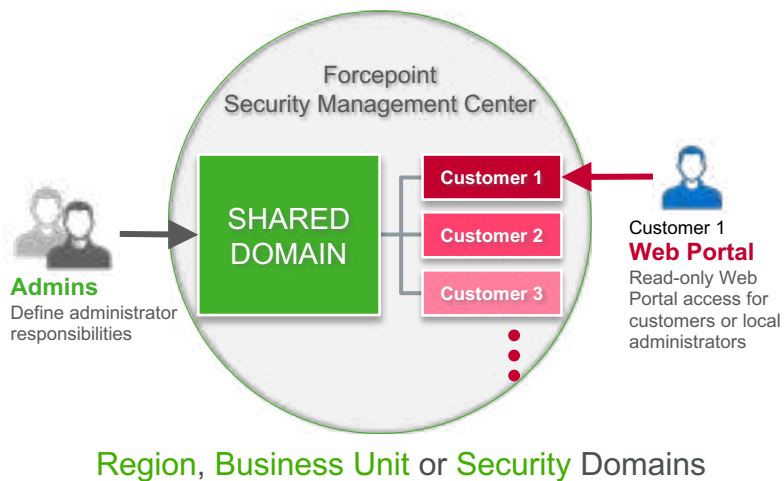 Forcepoint
Security Management Center
SHARED
DOMAIN
Customer 1
Customer 2
Customer 3
Admins
Define administrator
responsibilities
Customer 1
Web Portal
Read-only Web
Portal access for
customers or local
administrators
Region, Business Unit or Security Domains